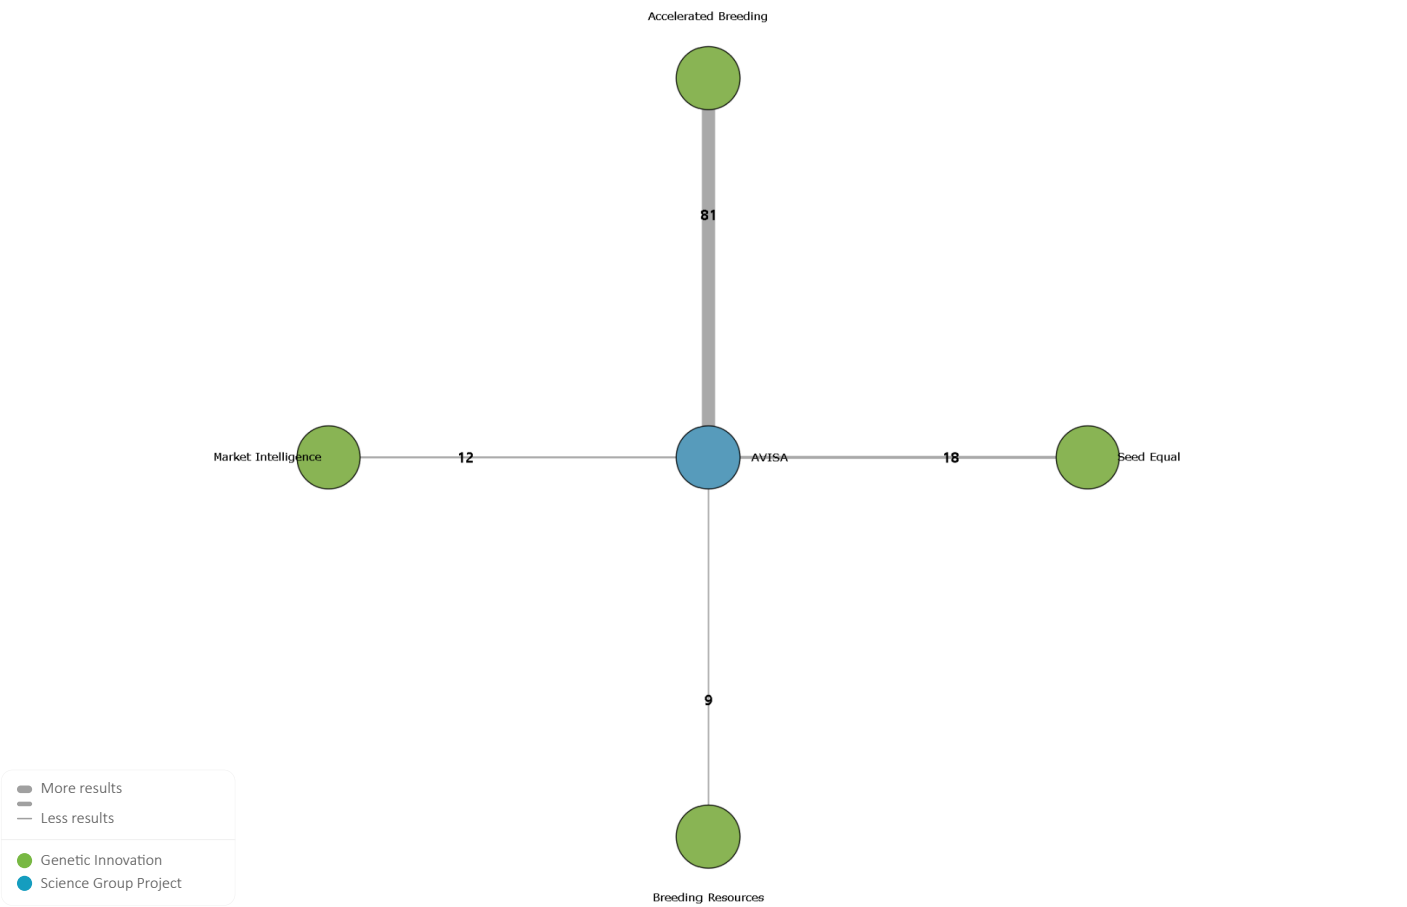 Accelerated Breeding
81
Market Intelligence
12
AVISA
18
Seed Equal
9
Breeding Resources
More results
Less results
Genetic Innovation
Science Group Project